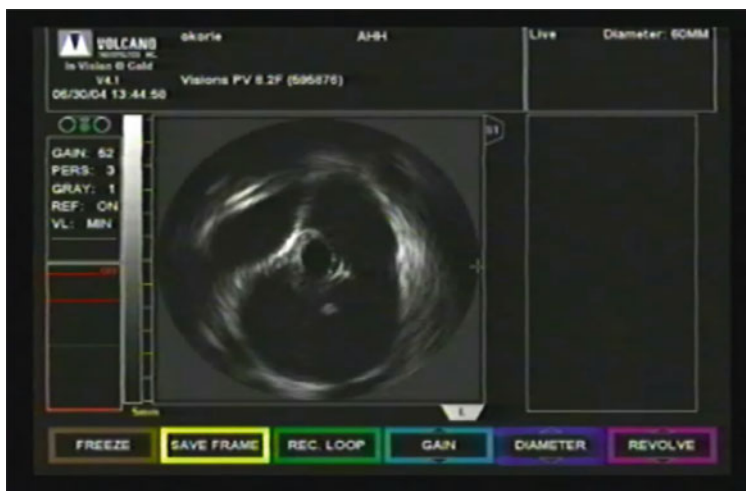 VOLCANO
In Vision ® Gold
V4.1
06/30/04 13:44:50
okorie
AHH
Visions PV 8.2F (595876)
Live
Diameter: 60MM
S1
GAIN: 52
PERS: 3
GRAY: 1
REF: ON
VL: MIN
OFF
5mm
L
FREEZE
SAVE FRAME
REC. LOOP
GAIN
DIAMETER
REVOLVE